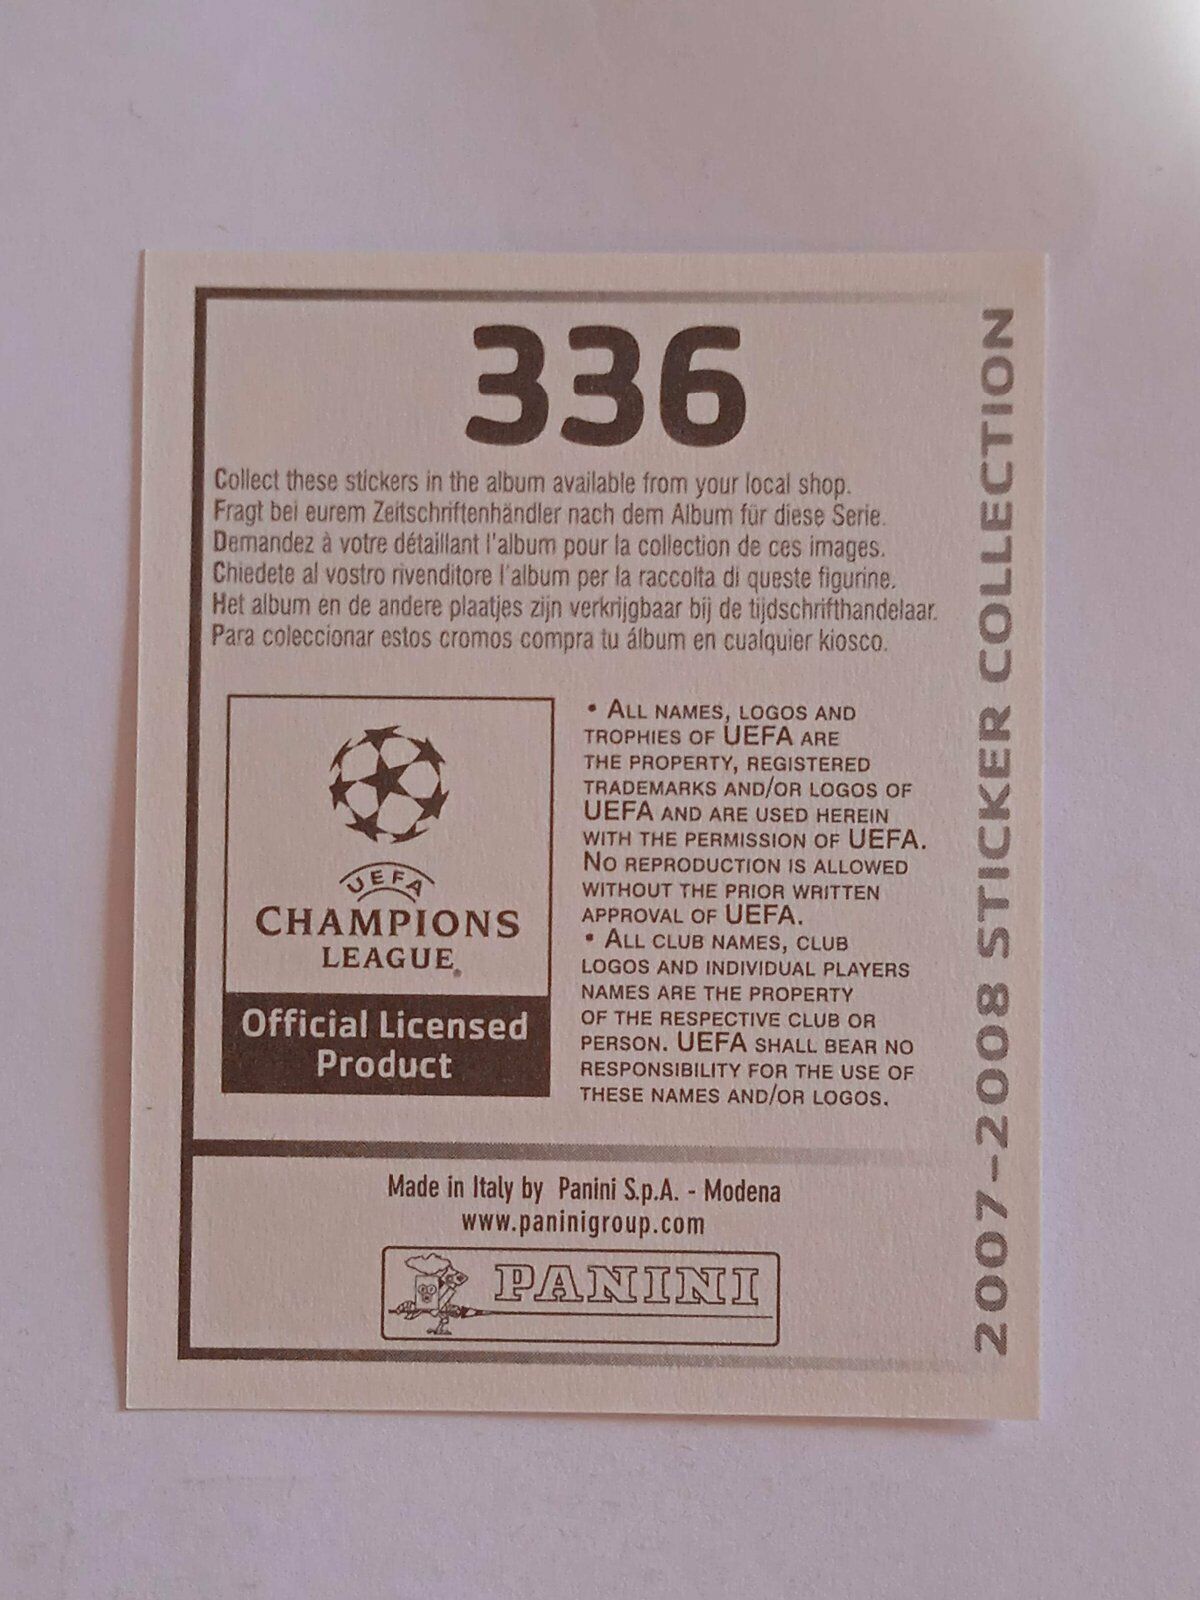 336
Collect these stickers in the album available from your local shop.
Fragt bei eurem Zeitschriftenhändler nach dem Album für diese Serie.
Demandez à votre détaillant l'album pour la collection de ces images.
Chiedete al vostro rivenditore l'album per la raccolta di queste figurine.
Het album en de andere plaatjes zijn verkrijgbaar bij de tijdschrifthandelaar.
Para coleccionar estos cromos compra tu álbum en cualquier kiosco.
UEFA
CHAMPIONS
LEAGUE®
Official Licensed
Product
• ALL NAMES, LOGOS AND
TROPHIES OF UEFA ARE
THE PROPERTY, REGISTERED
TRADEMARKS AND/OR LOGOS OF
UEFA AND ARE USED HEREIN
WITH THE PERMISSION OF UEFA.
NO REPRODUCTION IS ALLOWED
WITHOUT THE PRIOR WRITTEN
APPROVAL OF UEFA.
• ALL CLUB NAMES, CLUB
LOGOS AND INDIVIDUAL PLAYERS
NAMES ARE THE PROPERTY
OF THE RESPECTIVE CLUB OR
PERSON. UEFA SHALL BEAR NO
RESPONSIBILITY FOR THE USE OF
THESE NAMES AND/OR LOGOS.
Made in Italy by Panini S.p.A. - Modena
www.paninigroup.com
PANINI
2007-2008 STICKER COLLECTION